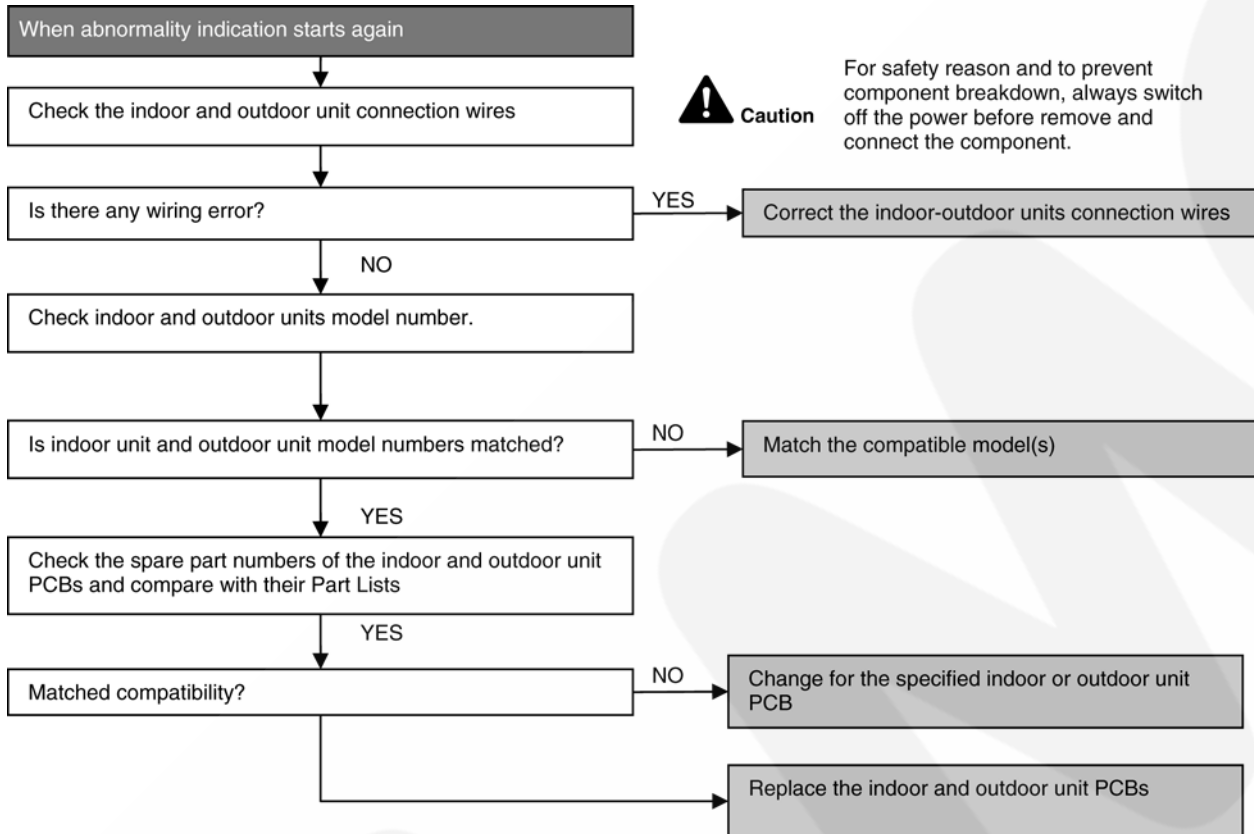 When abnormality indication starts again
Check the indoor and outdoor unit connection wires
For safety reason and to prevent
component breakdown, always switch
off the power before remove and
connect the component.
Caution
Is there any wiring error?
YES
Correct the indoor-outdoor units connection wires
NO
Check indoor and outdoor units model number.
Is indoor unit and outdoor unit model numbers matched?
NO
Match the compatible model(s)
YES
Check the spare part numbers of the indoor and outdoor unit
PCBs and compare with their Part Lists
YES
Matched compatibility?
NO
Change for the specified indoor or outdoor unit
PCB
Replace the indoor and outdoor unit PCBs